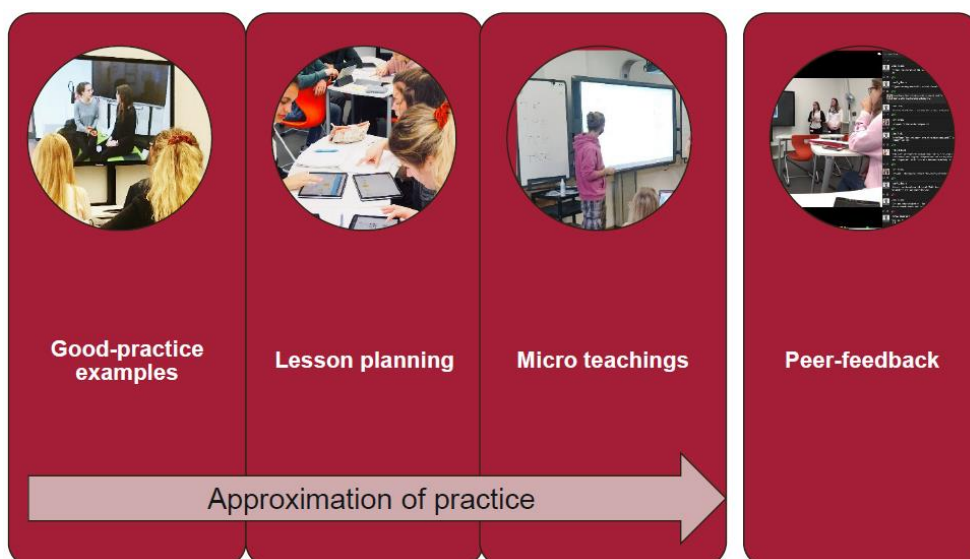 Good-practice
examples
Lesson planning
Micro teachings
Peer-feedback
Approximation of practice